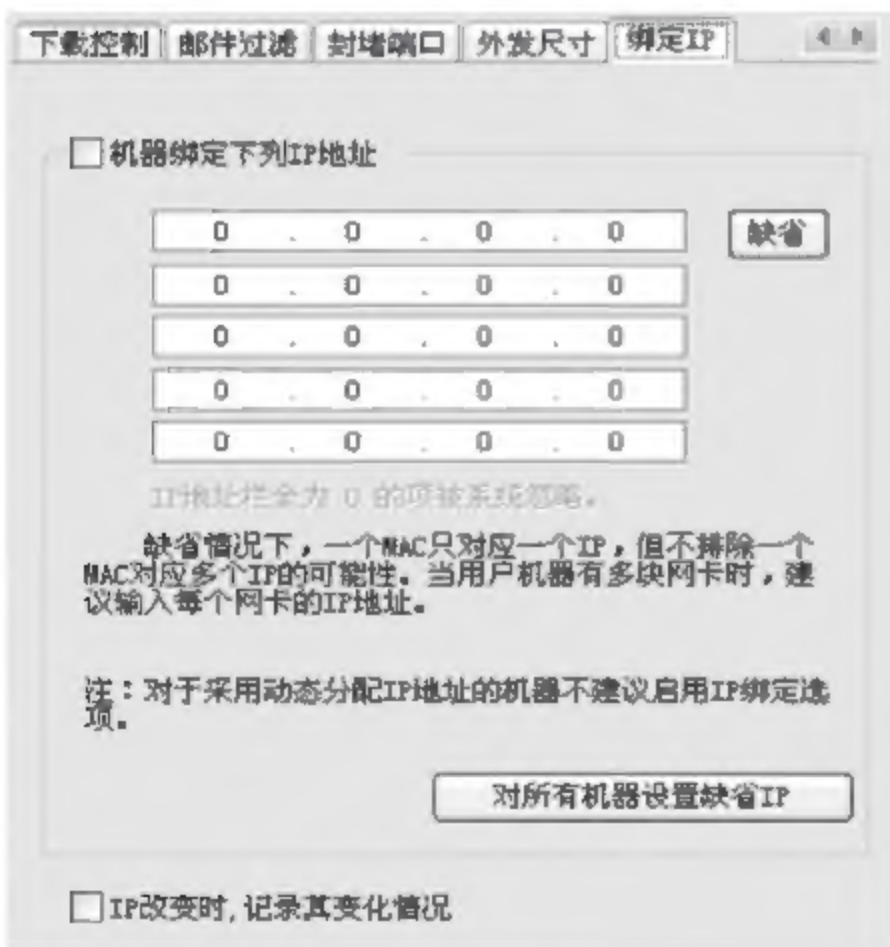 下载控制 邮件过滤 封堵端口 外发尺寸 绑定IP
机器绑定下列IP地址
0 . 0 . 0 . 0 缺省
0 . 0 . 0 . 0
0 . 0 . 0 . 0
0 . 0 . 0 . 0
0 . 0 . 0 . 0
IP地址栏全为 0 的项被系统忽略。
缺省情况下，一个MAC只对应一个IP，但不排除一个
MAC对应多个IP的可能性。当用户机器有多块网卡时，建
议输入每个网卡的IP地址。
注：对于采用动态分配IP地址的机器不建议启用IP绑定选
项。
对所有机器设置缺省IP
IP改变时,记录其变化情况